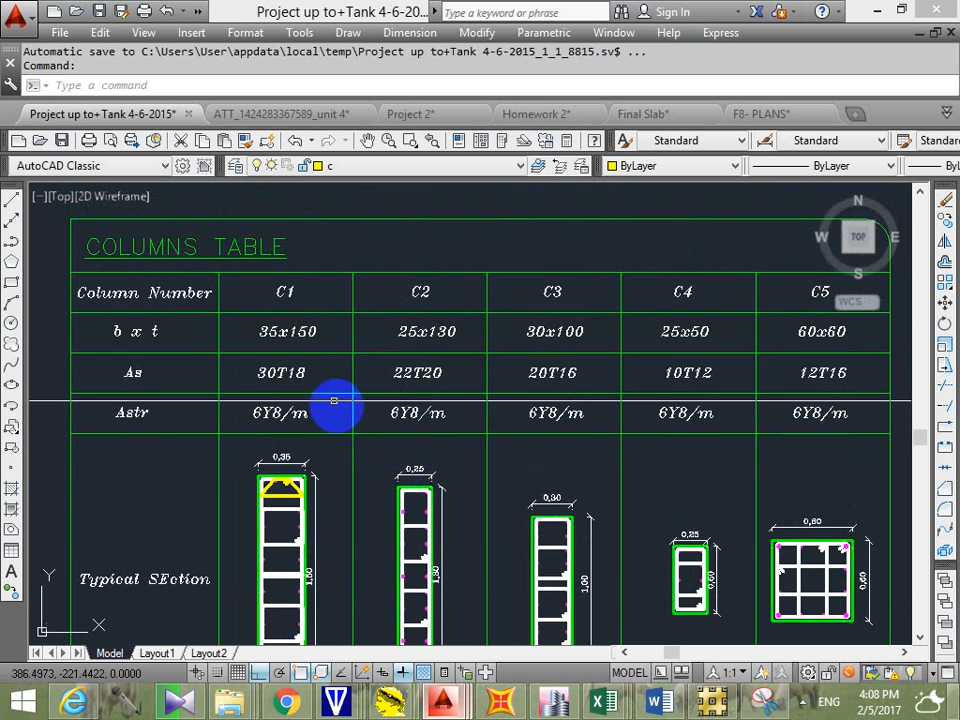 Project up to+Tank 4-6-20... Type a keyword or phrase Sign In
File Edit View Insert Format Tools Draw Dimension Modify Parametric Window Help Express
Automatic save to C:\Users\User\appdata\local\temp\Project up to+Tank 4-6-2015_1_1_8815.sv$ ...
Command:
Type a command
Project up to+Tank 4-6-2015* ATT_1424283367589_unit 4* Project 2* Homework 2* Final Slab* F8- PLANS*
Standard Standard Standard
AutoCAD Classic c ByLayer ByLayer
[−][Top][2D Wireframe]
N
W TOP E
S
WCS
COLUMNS TABLE
Column Number C1 C2 C3 C4 C5
b x t 35x150 25x130 30x100 25x50 60x60
As 30T18 22T20 20T16 10T12 12T16
Astr 6Y8/m 6Y8/m 6Y8/m 6Y8/m 6Y8/m
0,35 0,25 0,30 0,25 0,60
Typical SEction 1,50 1,30 1,00 0,60
Y
X
Model Layout1 Layout2
386.4973, -221.4422, 0.0000 MODEL 1:1
ENG 4:08 PM
2/5/2017